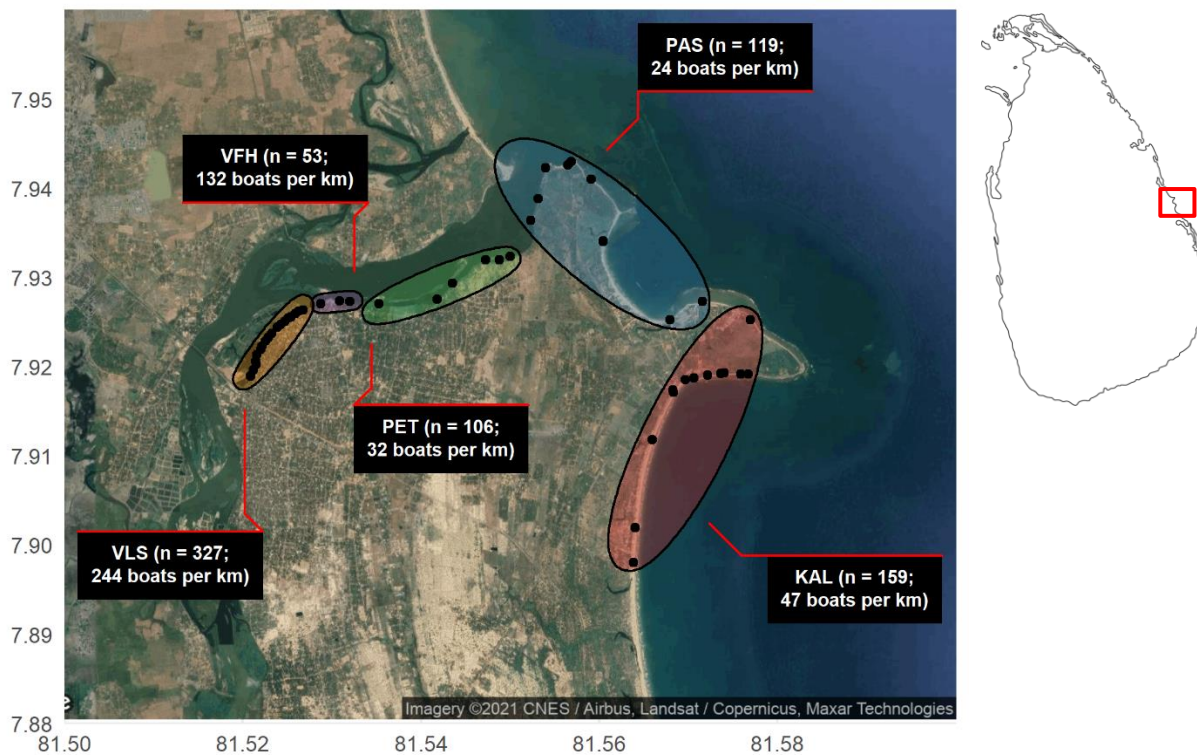 PAS (n = 119;
24 boats per km)
7.95
VFH (n = 53;
132 boats per km)
7.94
7.93
7.92
PET (n = 106;
32 boats per km)
7.91
7.90
VLS (n = 327;
244 boats per km)
KAL (n = 159;
47 boats per km)
7.89
Imagery ©2021 CNES / Airbus, Landsat / Copernicus, Maxar Technologies
7.88
81.50
81.52
81.54
81.56
81.58